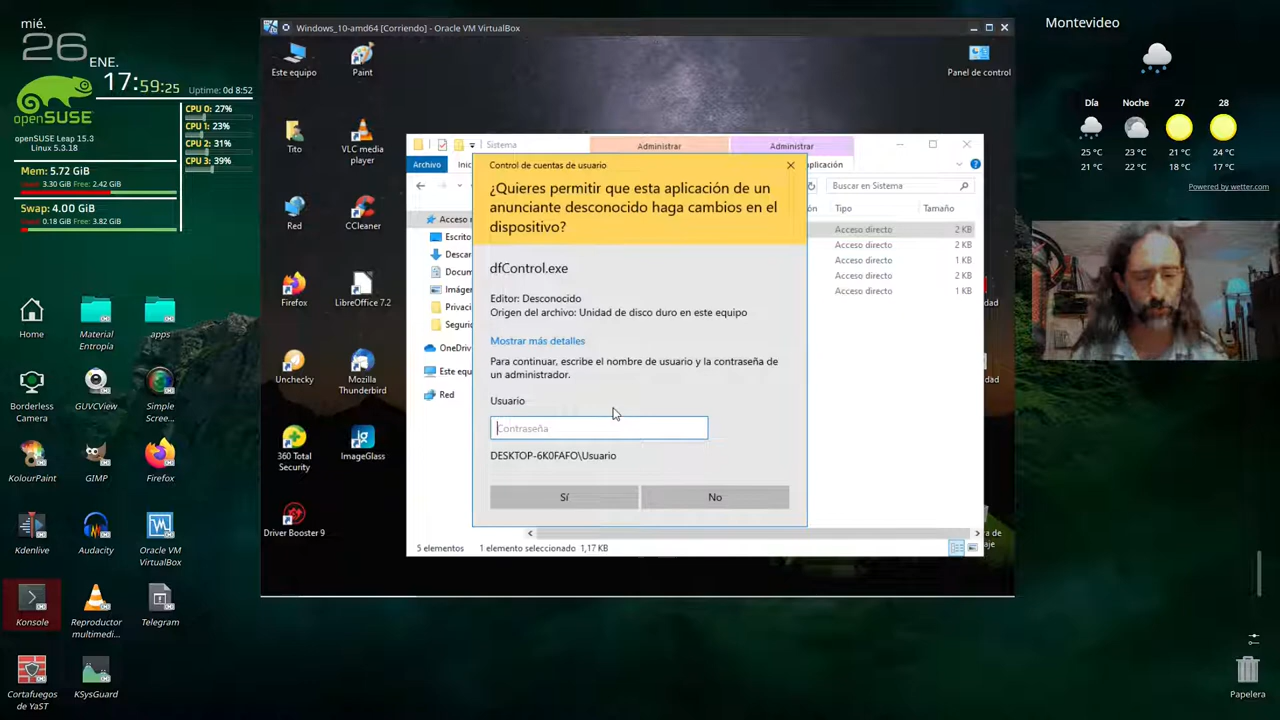 mié.
26
ENE.
17:59:25
Uptime: 0d 8:52
openSUSE
openSUSE Leap 15.3
Linux 5.3.18
CPU 0: 27%
CPU 1: 23%
CPU 2: 31%
CPU 3: 39%
Mem: 5.72 GiB
3.30 GiB Free: 2.42 GiB
Swap: 4.00 GiB
0.18 GiB Free: 3.82 GiB
Home
Material
Entropía
apps
Borderless
Camera
GUVCView
Simple
Scree...
KolourPaint
GIMP
Firefox
Kdenlive
Audacity
Oracle VM
VirtualBox
Konsole
Reproductor
multimedi...
Telegram
Cortafuegos
de YaST
KSysGuard
Windows_10-amd64 [Corriendo] - Oracle VM VirtualBox
Este equipo
Paint
Panel de control
Tito
VLC media
player
Red
CCleaner
Firefox
LibreOffice 7.2
Unchecky
Mozilla
Thunderbird
360 Total
Security
ImageGlass
Driver Booster 9
Sistema
Administrar
Administrar
Archivo
Inic
plicación
Buscar en Sistema
Acceso
Escrito
Descar
Docum
Imágen
Privaci
Segurid
OneDriv
Este equ
Red
ón
Tipo
Tamaño
Acceso directo
2 KB
Acceso directo
2 KB
Acceso directo
1 KB
Acceso directo
2 KB
Acceso directo
1 KB
5 elementos
1 elemento seleccionado 1,17 KB
Control de cuentas de usuario
¿Quieres permitir que esta aplicación de un
anunciante desconocido haga cambios en el
dispositivo?
dfControl.exe
Editor: Desconocido
Origen del archivo: Unidad de disco duro en este equipo
Mostrar más detalles
Para continuar, escribe el nombre de usuario y la contraseña de
un administrador.
Usuario
Contraseña
DESKTOP-6K0FAFO\Usuario
Sí
No
Montevideo
Día
Noche
27
28
25 °C
22 °C
21 °C
24 °C
21 °C
22 °C
18 °C
17 °C
Powered by wetter.com
Papelera